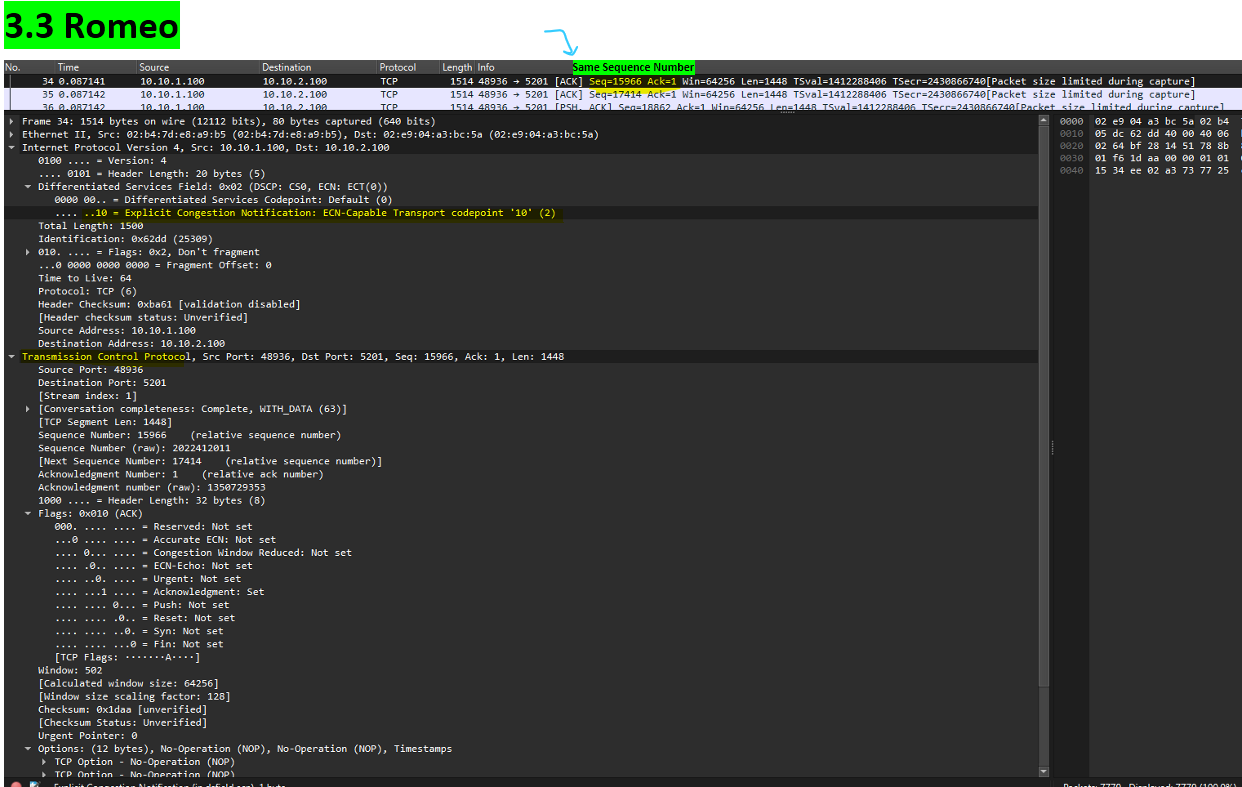 3.3 Romeo
Same Sequence Number
No. Time Source Destination Protocol Length Info
34 0.087141 10.10.1.100 10.10.2.100 TCP 1514 48936 → 5201 [ACK] Seq=15966 Ack=1 Win=64256 Len=1448 TSval=1412288406 TSecr=2430866740[Packet size limited during capture]
35 0.087142 10.10.1.100 10.10.2.100 TCP 1514 48936 → 5201 [ACK] Seq=17414 Ack=1 Win=64256 Len=1448 TSval=1412288406 TSecr=2430866740[Packet size limited during capture]
36 0.087142 10.10.1.100 10.10.2.100 TCP 1514 48936 → 5201 [PSH, ACK] Seq=18862 Ack=1 Win=64256 Len=1448 TSval=1412288406 TSecr=2430866740[Packet size limited during capture]
Frame 34: 1514 bytes on wire (12112 bits), 80 bytes captured (640 bits)
Ethernet II, Src: 02:b4:7d:e8:a9:b5 (02:b4:7d:e8:a9:b5), Dst: 02:e9:04:a3:bc:5a (02:e9:04:a3:bc:5a)
Internet Protocol Version 4, Src: 10.10.1.100, Dst: 10.10.2.100
0100 .... = Version: 4
.... 0101 = Header Length: 20 bytes (5)
Differentiated Services Field: 0x02 (DSCP: CS0, ECN: ECT(0))
0000 00.. = Differentiated Services Codepoint: Default (0)
.... ..10 = Explicit Congestion Notification: ECN-Capable Transport codepoint '10' (2)
Total Length: 1500
Identification: 0x62dd (25309)
010. .... = Flags: 0x2, Don't fragment
...0 0000 0000 0000 = Fragment Offset: 0
Time to Live: 64
Protocol: TCP (6)
Header Checksum: 0xba61 [validation disabled]
[Header checksum status: Unverified]
Source Address: 10.10.1.100
Destination Address: 10.10.2.100
Transmission Control Protocol, Src Port: 48936, Dst Port: 5201, Seq: 15966, Ack: 1, Len: 1448
Source Port: 48936
Destination Port: 5201
[Stream index: 1]
[Conversation completeness: Complete, WITH_DATA (63)]
[TCP Segment Len: 1448]
Sequence Number: 15966 (relative sequence number)
Sequence Number (raw): 2022412011
[Next Sequence Number: 17414 (relative sequence number)]
Acknowledgment Number: 1 (relative ack number)
Acknowledgment number (raw): 1350729353
1000 .... = Header Length: 32 bytes (8)
Flags: 0x010 (ACK)
000. .... .... = Reserved: Not set
...0 .... .... = Accurate ECN: Not set
.... 0... .... = Congestion Window Reduced: Not set
.... .0.. .... = ECN-Echo: Not set
.... ..0. .... = Urgent: Not set
.... ...1 .... = Acknowledgment: Set
.... .... 0... = Push: Not set
.... .... .0.. = Reset: Not set
.... .... ..0. = Syn: Not set
.... .... ...0 = Fin: Not set
[TCP Flags: ·······A····]
Window: 502
[Calculated window size: 64256]
[Window size scaling factor: 128]
Checksum: 0x1daa [unverified]
[Checksum Status: Unverified]
Urgent Pointer: 0
Options: (12 bytes), No-Operation (NOP), No-Operation (NOP), Timestamps
TCP Option - No-Operation (NOP)
TCP Option - No-Operation (NOP)
0000 02 e9 04 a3 bc 5a 02 b4
0010 05 dc 62 dd 40 00 40 06
0020 02 64 bf 28 14 51 78 8b
0030 01 f6 1d aa 00 00 01 01
0040 15 34 ee 02 a3 73 77 25
Explicit Congestion Notification